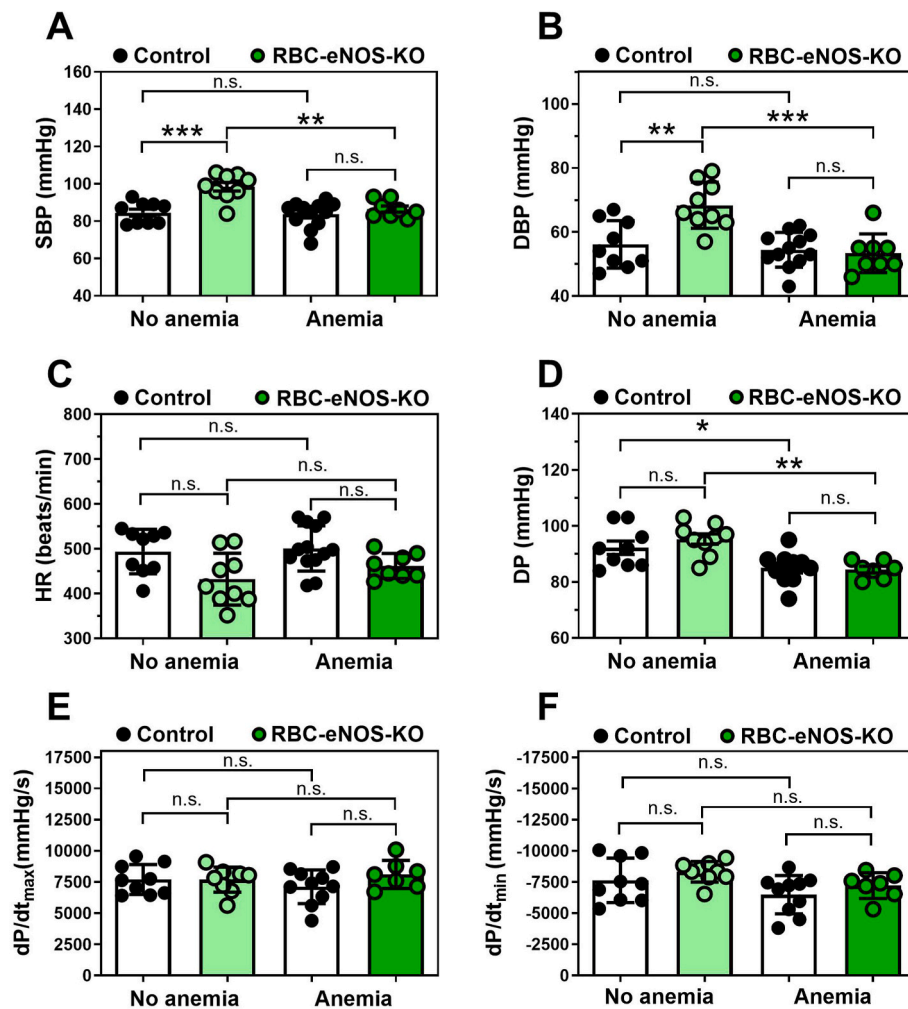 A
Control RBC-eNOS-KO
SBP (mmHg)
160
140
120
100
80
60
40
n.s.
***
**
n.s.
No anemia Anemia
B
Control RBC-eNOS-KO
DBP (mmHg)
100
80
60
40
n.s.
**
***
n.s.
No anemia Anemia
C
Control RBC-eNOS-KO
HR (beats/min)
800
700
600
500
400
300
n.s.
n.s.
n.s.
n.s.
No anemia Anemia
D
Control RBC-eNOS-KO
DP (mmHg)
140
120
100
80
60
*
**
n.s.
n.s.
No anemia Anemia
E
Control RBC-eNOS-KO
dP/dtmax(mmHg/s)
17500
15000
12500
10000
7500
5000
2500
0
n.s.
n.s.
n.s.
n.s.
No anemia Anemia
F
Control RBC-eNOS-KO
dP/dtmin (mmHg/s)
-17500
-15000
-12500
-10000
-7500
-5000
-2500
0
n.s.
n.s.
n.s.
n.s.
No anemia Anemia